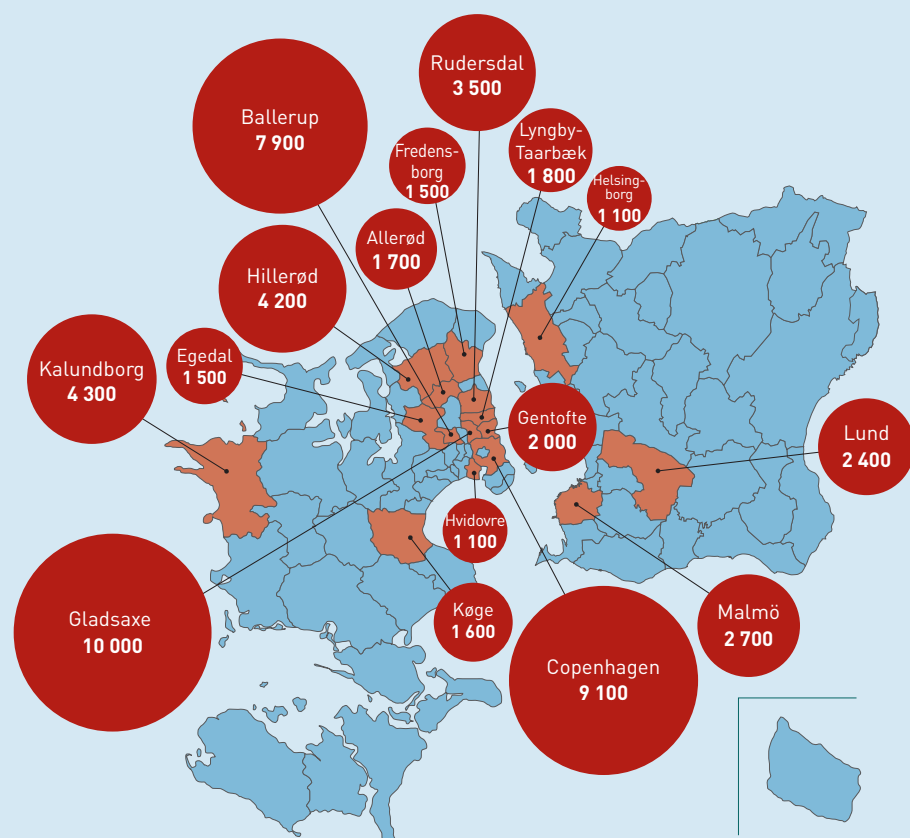 Rudersdal
3 500
Ballerup
7 900
Lyngby-
Taarbæk
1 800
Fredens-
borg
1 500
Helsing-
borg
1 100
Allerød
1 700
Hillerød
4 200
Egedal
1 500
Kalundborg
4 300
Gentofte
2 000
Lund
2 400
Hvidovre
1 100
Gladsaxe
10 000
Køge
1 600
Malmö
2 700
Copenhagen
9 100